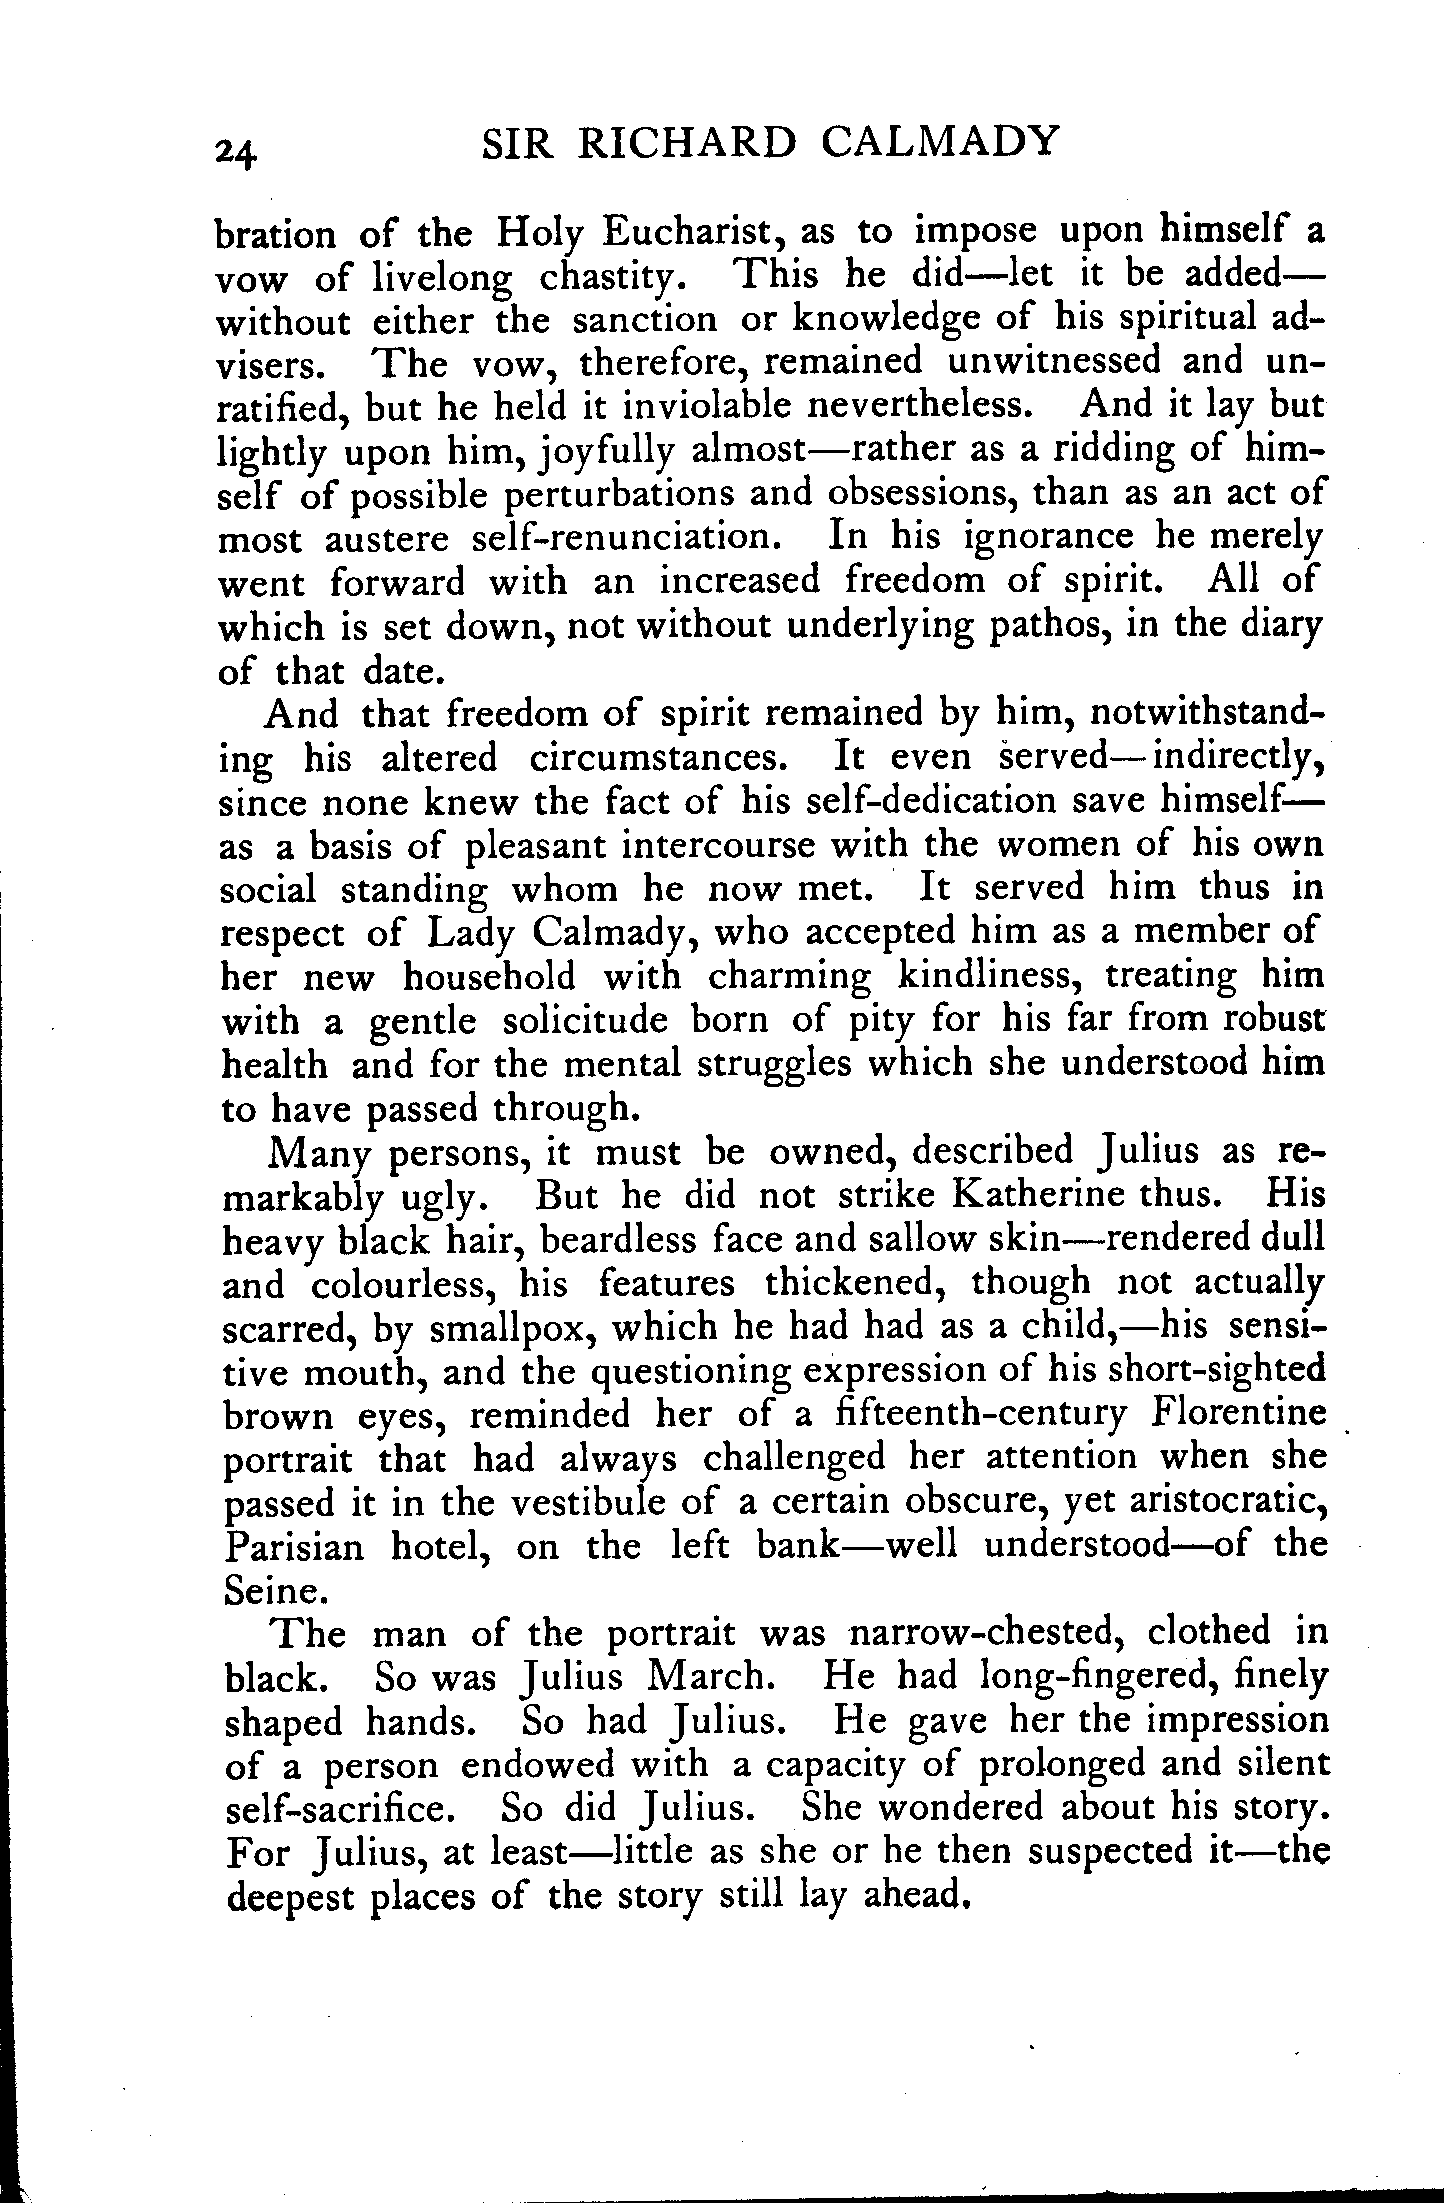 24 SIR RICHARD CALMADY
bration of the Holy Eucharist, as to impose upon himself a
vow of livelong chastity. This he did—let it be added—
without either the sanction or knowledge of his spiritual ad-
visers. The vow, therefore, remained unwitnessed and un-
ratified, but he held it inviolable nevertheless. And it lay but
lightly upon him, joyfully almost—rather as a ridding of him-
self of possible perturbations and obsessions, than as an act of
most austere self-renunciation. In his ignorance he merely
went forward with an increased freedom of spirit. All of
which is set down, not without underlying pathos, in the diary
of that date.
And that freedom of spirit remained by him, notwithstand-
ing his altered circumstances. It even served—indirectly,
since none knew the fact of his self-dedication save himself—
as a basis of pleasant intercourse with the women of his own
social standing whom he now met. It served him thus in
respect of Lady Calmady, who accepted him as a member of
her new household with charming kindliness, treating him
with a gentle solicitude born of pity for his far from robust
health and for the mental struggles which she understood him
to have passed through.
Many persons, it must be owned, described Julius as re-
markably ugly. But he did not strike Katherine thus. His
heavy black hair, beardless face and sallow skin—rendered dull
and colourless, his features thickened, though not actually
scarred, by smallpox, which he had had as a child,—his sensi-
tive mouth, and the questioning expression of his short-sighted
brown eyes, reminded her of a fifteenth-century Florentine
portrait that had always challenged her attention when she
passed it in the vestibule of a certain obscure, yet aristocratic,
Parisian hotel, on the left bank—well understood—of the
Seine.
The man of the portrait was narrow-chested, clothed in
black. So was Julius March. He had long-fingered, finely
shaped hands. So had Julius. He gave her the impression
of a person endowed with a capacity of prolonged and silent
self-sacrifice. So did Julius. She wondered about his story.
For Julius, at least—little as she or he then suspected it—the
deepest places of the story still lay ahead.